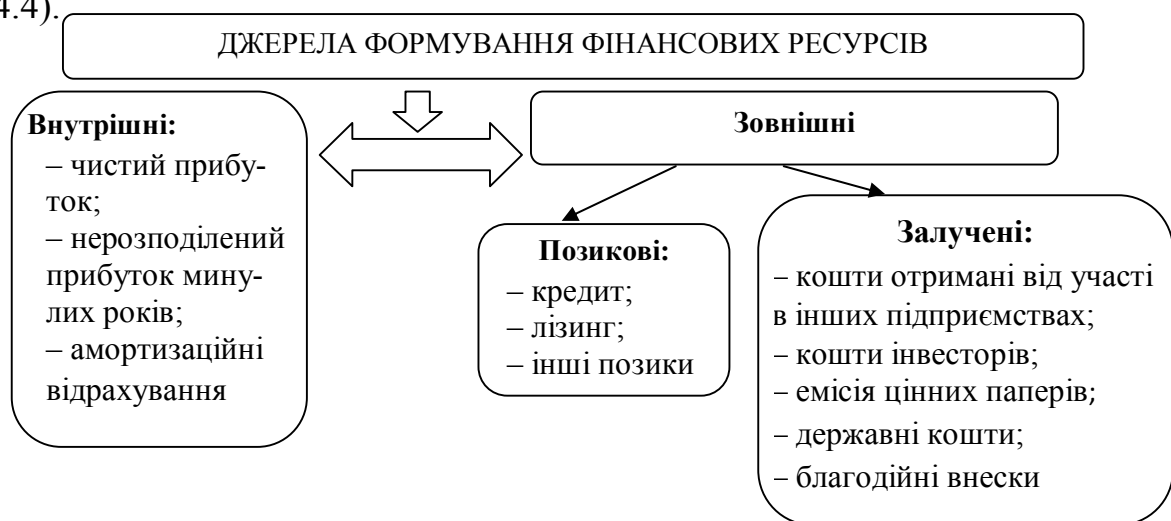 4.4).
ДЖЕРЕЛА ФОРМУВАННЯ ФІНАНСОВИХ РЕСУРСІВ
Внутрішні:
– чистий прибу-
ток;
– нерозподілений
прибуток мину-
лих років;
– амортизаційні
відрахування
Зовнішні
Позикові:
– кредит;
– лізинг;
– інші позики
Залучені:
– кошти отримані від участі
в інших підприємствах;
– кошти інвесторів;
– емісія цінних паперів;
– державні кошти;
– благодійні внески